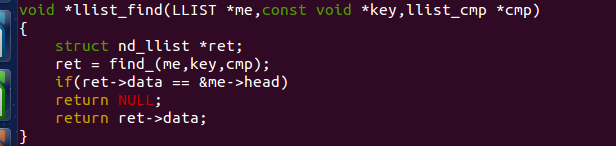 void *llist_find(LLIST *me,const void *key,llist_cmp *cmp)
{
    struct nd_llist *ret;
    ret = find_(me,key,cmp);
    if(ret->data == &me->head)
    return NULL;
    return ret->data;
}